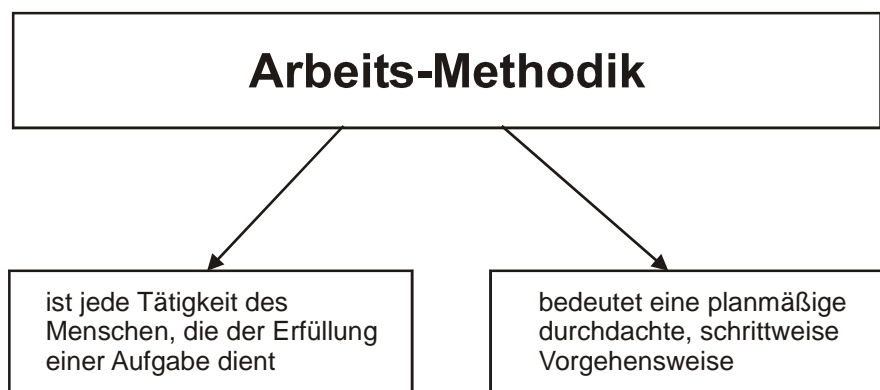 Arbeits-Methodik
ist jede Tätigkeit des
Menschen, die der Erfüllung
einer Aufgabe dient
bedeutet eine planmäßige
durchdachte, schrittweise
Vorgehensweise